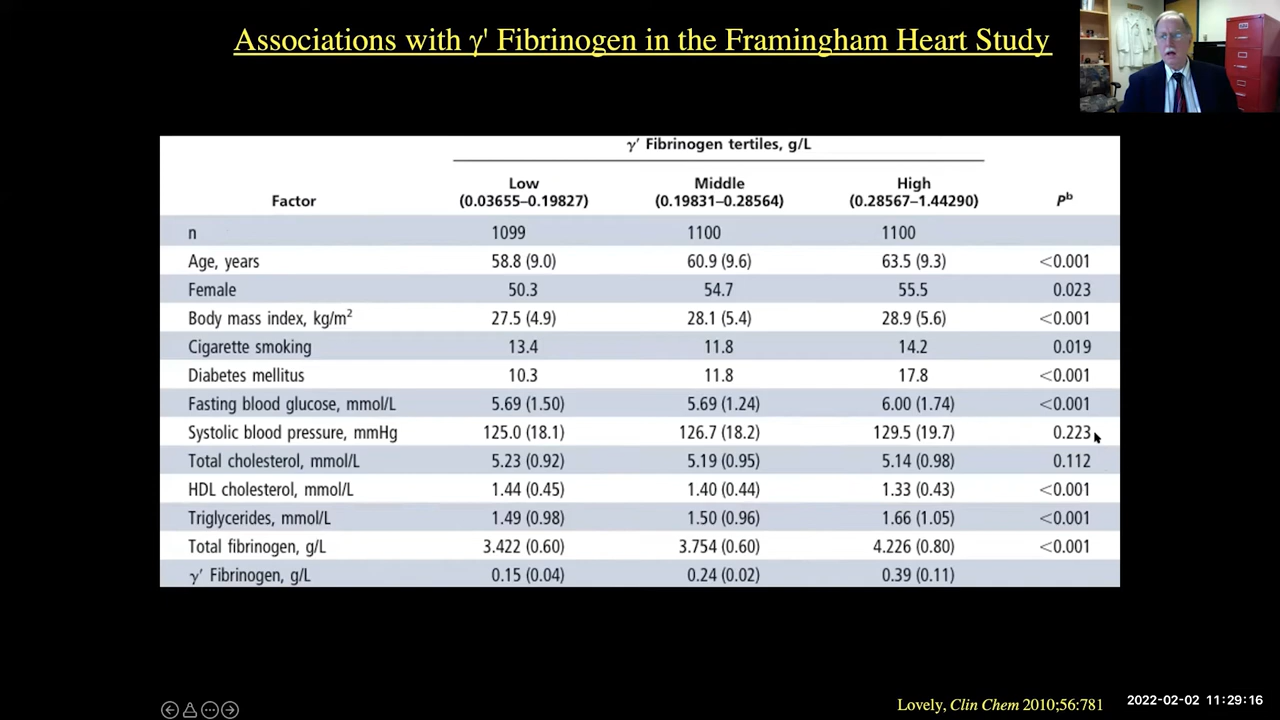 Associations with γ' Fibrinogen in the Framingham Heart Study
γ′ Fibrinogen tertiles, g/L
Factor Low (0.03655–0.19827) Middle (0.19831–0.28564) High (0.28567–1.44290) Pᵇ
n 1099 1100 1100
Age, years 58.8 (9.0) 60.9 (9.6) 63.5 (9.3) <0.001
Female 50.3 54.7 55.5 0.023
Body mass index, kg/m² 27.5 (4.9) 28.1 (5.4) 28.9 (5.6) <0.001
Cigarette smoking 13.4 11.8 14.2 0.019
Diabetes mellitus 10.3 11.8 17.8 <0.001
Fasting blood glucose, mmol/L 5.69 (1.50) 5.69 (1.24) 6.00 (1.74) <0.001
Systolic blood pressure, mmHg 125.0 (18.1) 126.7 (18.2) 129.5 (19.7) 0.223
Total cholesterol, mmol/L 5.23 (0.92) 5.19 (0.95) 5.14 (0.98) 0.112
HDL cholesterol, mmol/L 1.44 (0.45) 1.40 (0.44) 1.33 (0.43) <0.001
Triglycerides, mmol/L 1.49 (0.98) 1.50 (0.96) 1.66 (1.05) <0.001
Total fibrinogen, g/L 3.422 (0.60) 3.754 (0.60) 4.226 (0.80) <0.001
γ′ Fibrinogen, g/L 0.15 (0.04) 0.24 (0.02) 0.39 (0.11)
Lovely, Clin Chem 2010;56:781
2022-02-02 11:29:16